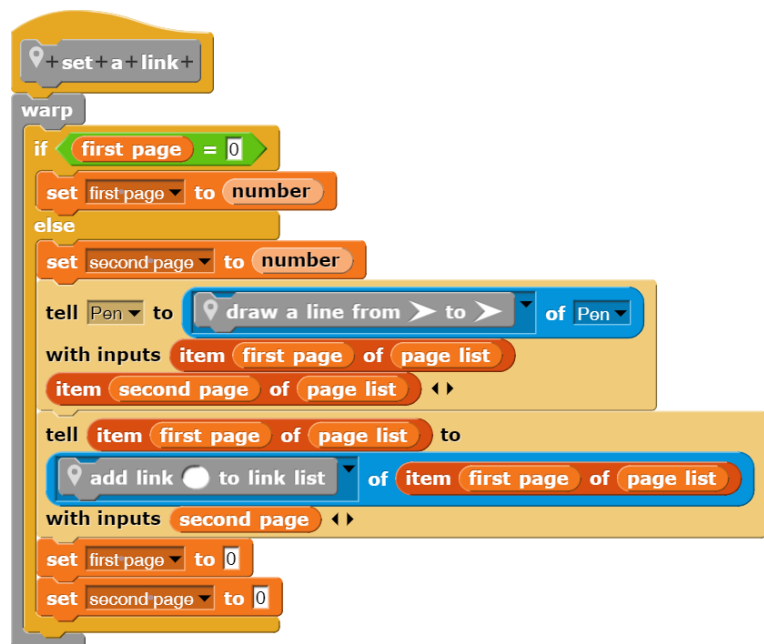 +set+a+link+
warp
if first page = 0
set first page to number
else
set second page to number
tell Pen to draw a line from to of Pen
with inputs item first page of page list
item second page of page list
tell item first page of page list to
add link to link list of item first page of page list
with inputs second page
set first page to 0
set second page to 0